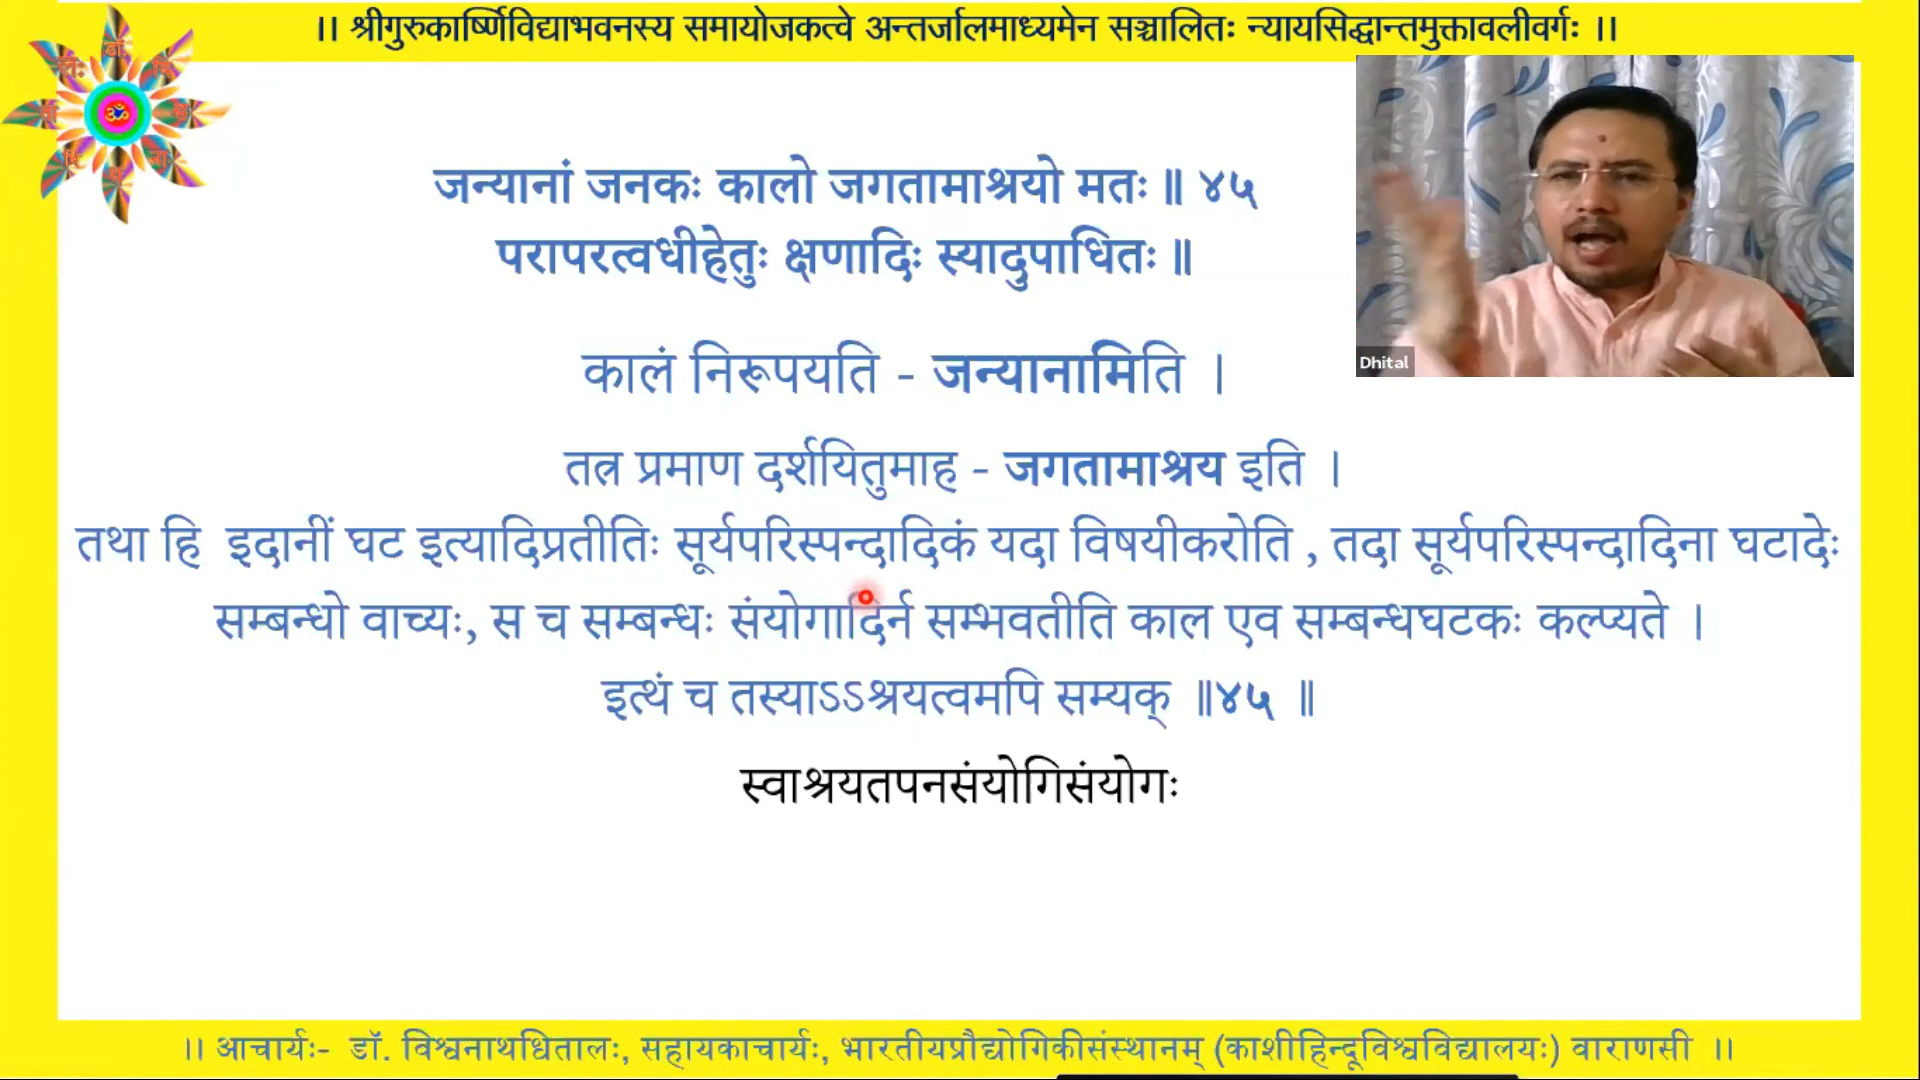 ।। श्रीगुरुकार्ष्णिविद्याभवनस्य समायोजकत्वे अन्तर्जालमाध्यमेन सञ्चालितः न्यायसिद्धान्तमुक्तावलीवर्गः ।।
जन्यानां जनकः कालो जगतामाश्रयो मतः॥ ४५
परापरत्वधीहेतुः क्षणादिः स्यादुपाधितः॥
Dhital
कालं निरूपयति - जन्यानामिति ।
तत्र प्रमाण दर्शयितुमाह - जगतामाश्रय इति ।
तथा हि इदानीं घट इत्यादिप्रतीतिः सूर्यपरिस्पन्दादिकं यदा विषयीकरोति , तदा सूर्यपरिस्पन्दादिना घटादेः
सम्बन्धो वाच्यः, स च सम्बन्धः संयोगादिर्न सम्भवतीति काल एव सम्बन्धघटकः कल्प्यते ।
इत्थं च तस्याऽऽश्रयत्वमपि सम्यक् ॥४५ ॥
स्वाश्रयतपनसंयोगिसंयोगः
।। आचार्यः- डॉ. विश्वनाथधितालः, सहायकाचार्यः, भारतीयप्रौद्योगिकीसंस्थानम् (काशीहिन्दूविश्वविद्यालयः) वाराणसी ।।